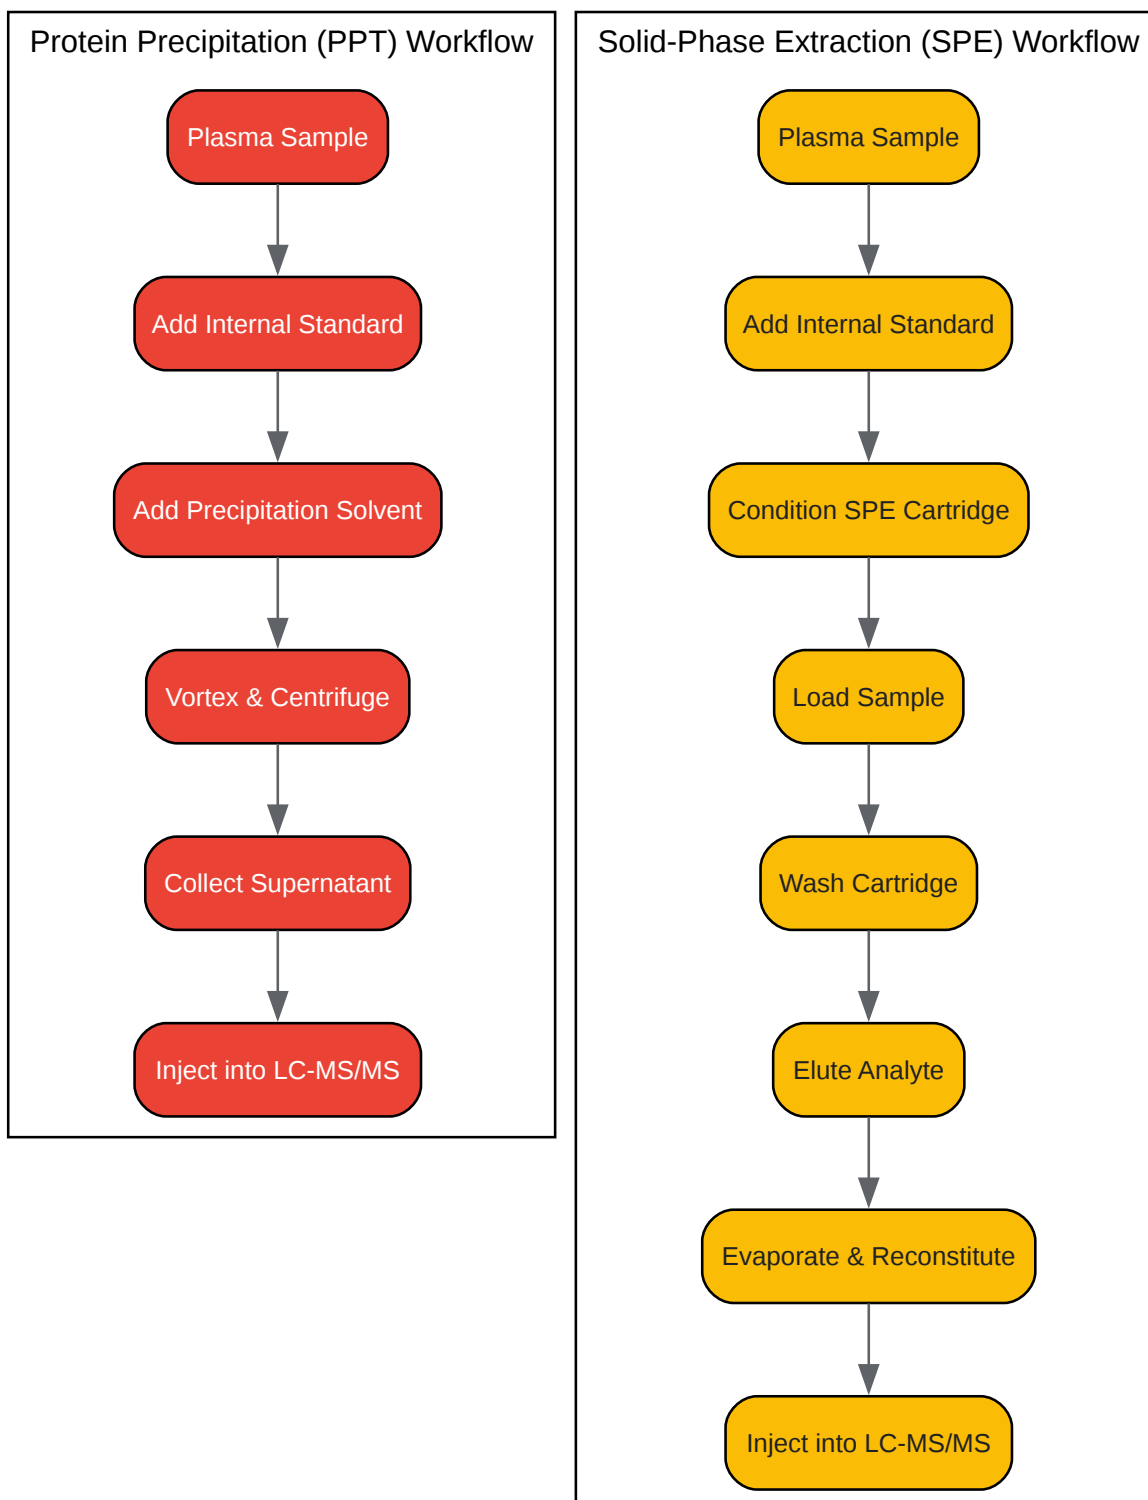 Protein Precipitation (PPT) Workflow
Plasma Sample
Add Internal Standard
Add Precipitation Solvent
Vortex & Centrifuge
Collect Supernatant
Inject into LC-MS/MS
Solid-Phase Extraction (SPE) Workflow
Plasma Sample
Add Internal Standard
Condition SPE Cartridge
Load Sample
Wash Cartridge
Elute Analyte
Evaporate & Reconstitute
Inject into LC-MS/MS